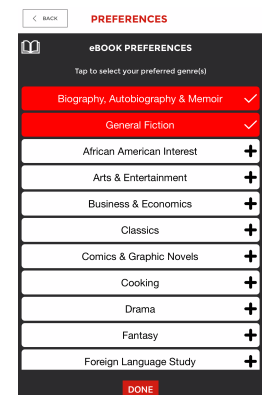 BACK
PREFERENCES
eBOOK PREFERENCES
Tap to select your preferred genre(s)
Biography, Autobiography & Memoir
General Fiction
African American Interest
Arts & Entertainment
Business & Economics
Classics
Comics & Graphic Novels
Cooking
Drama
Fantasy
Foreign Language Study
DONE